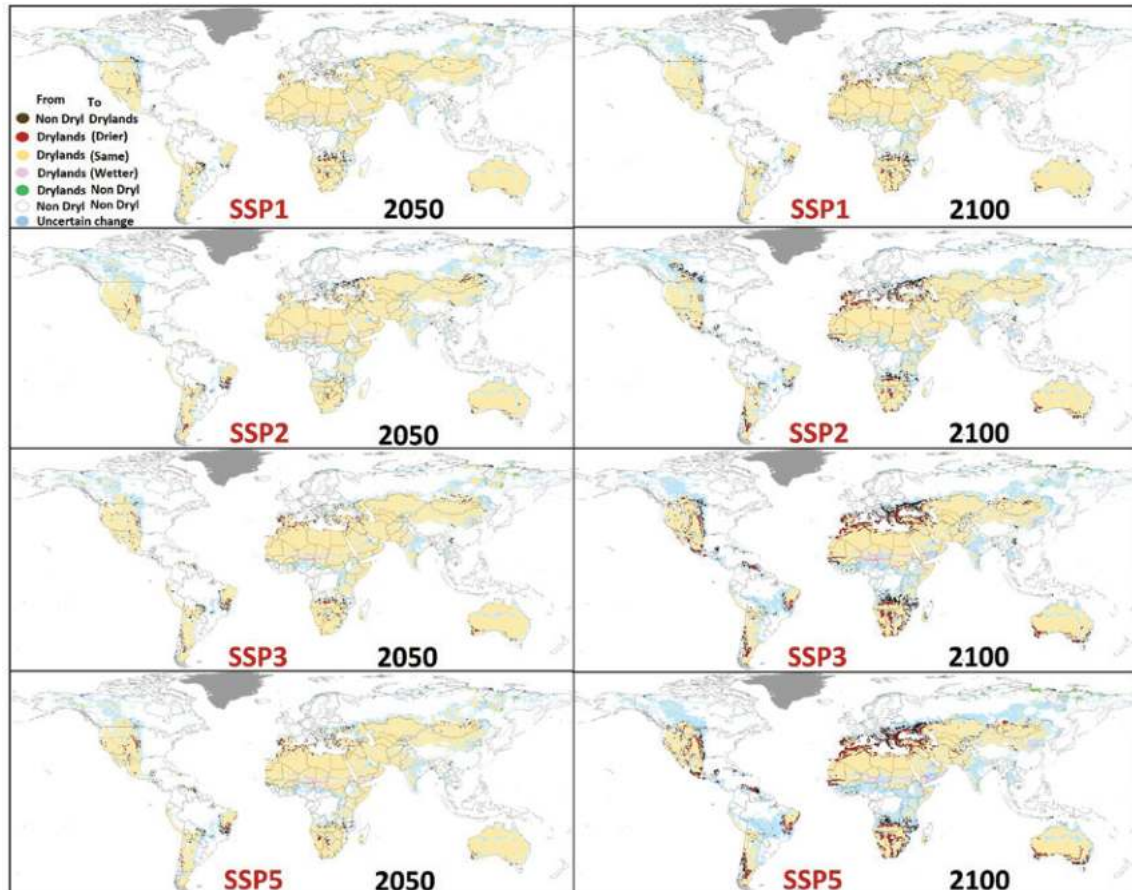 From To
Non Dryl Drylands
Drylands (Drier)
Drylands (Same)
Drylands (Wetter)
Drylands Non Dryl
Non Dryl Non Dryl
Uncertain change
SSP1 2050
SSP1 2100
SSP2 2050
SSP2 2100
SSP3 2050
SSP3 2100
SSP5 2050
SSP5 2100